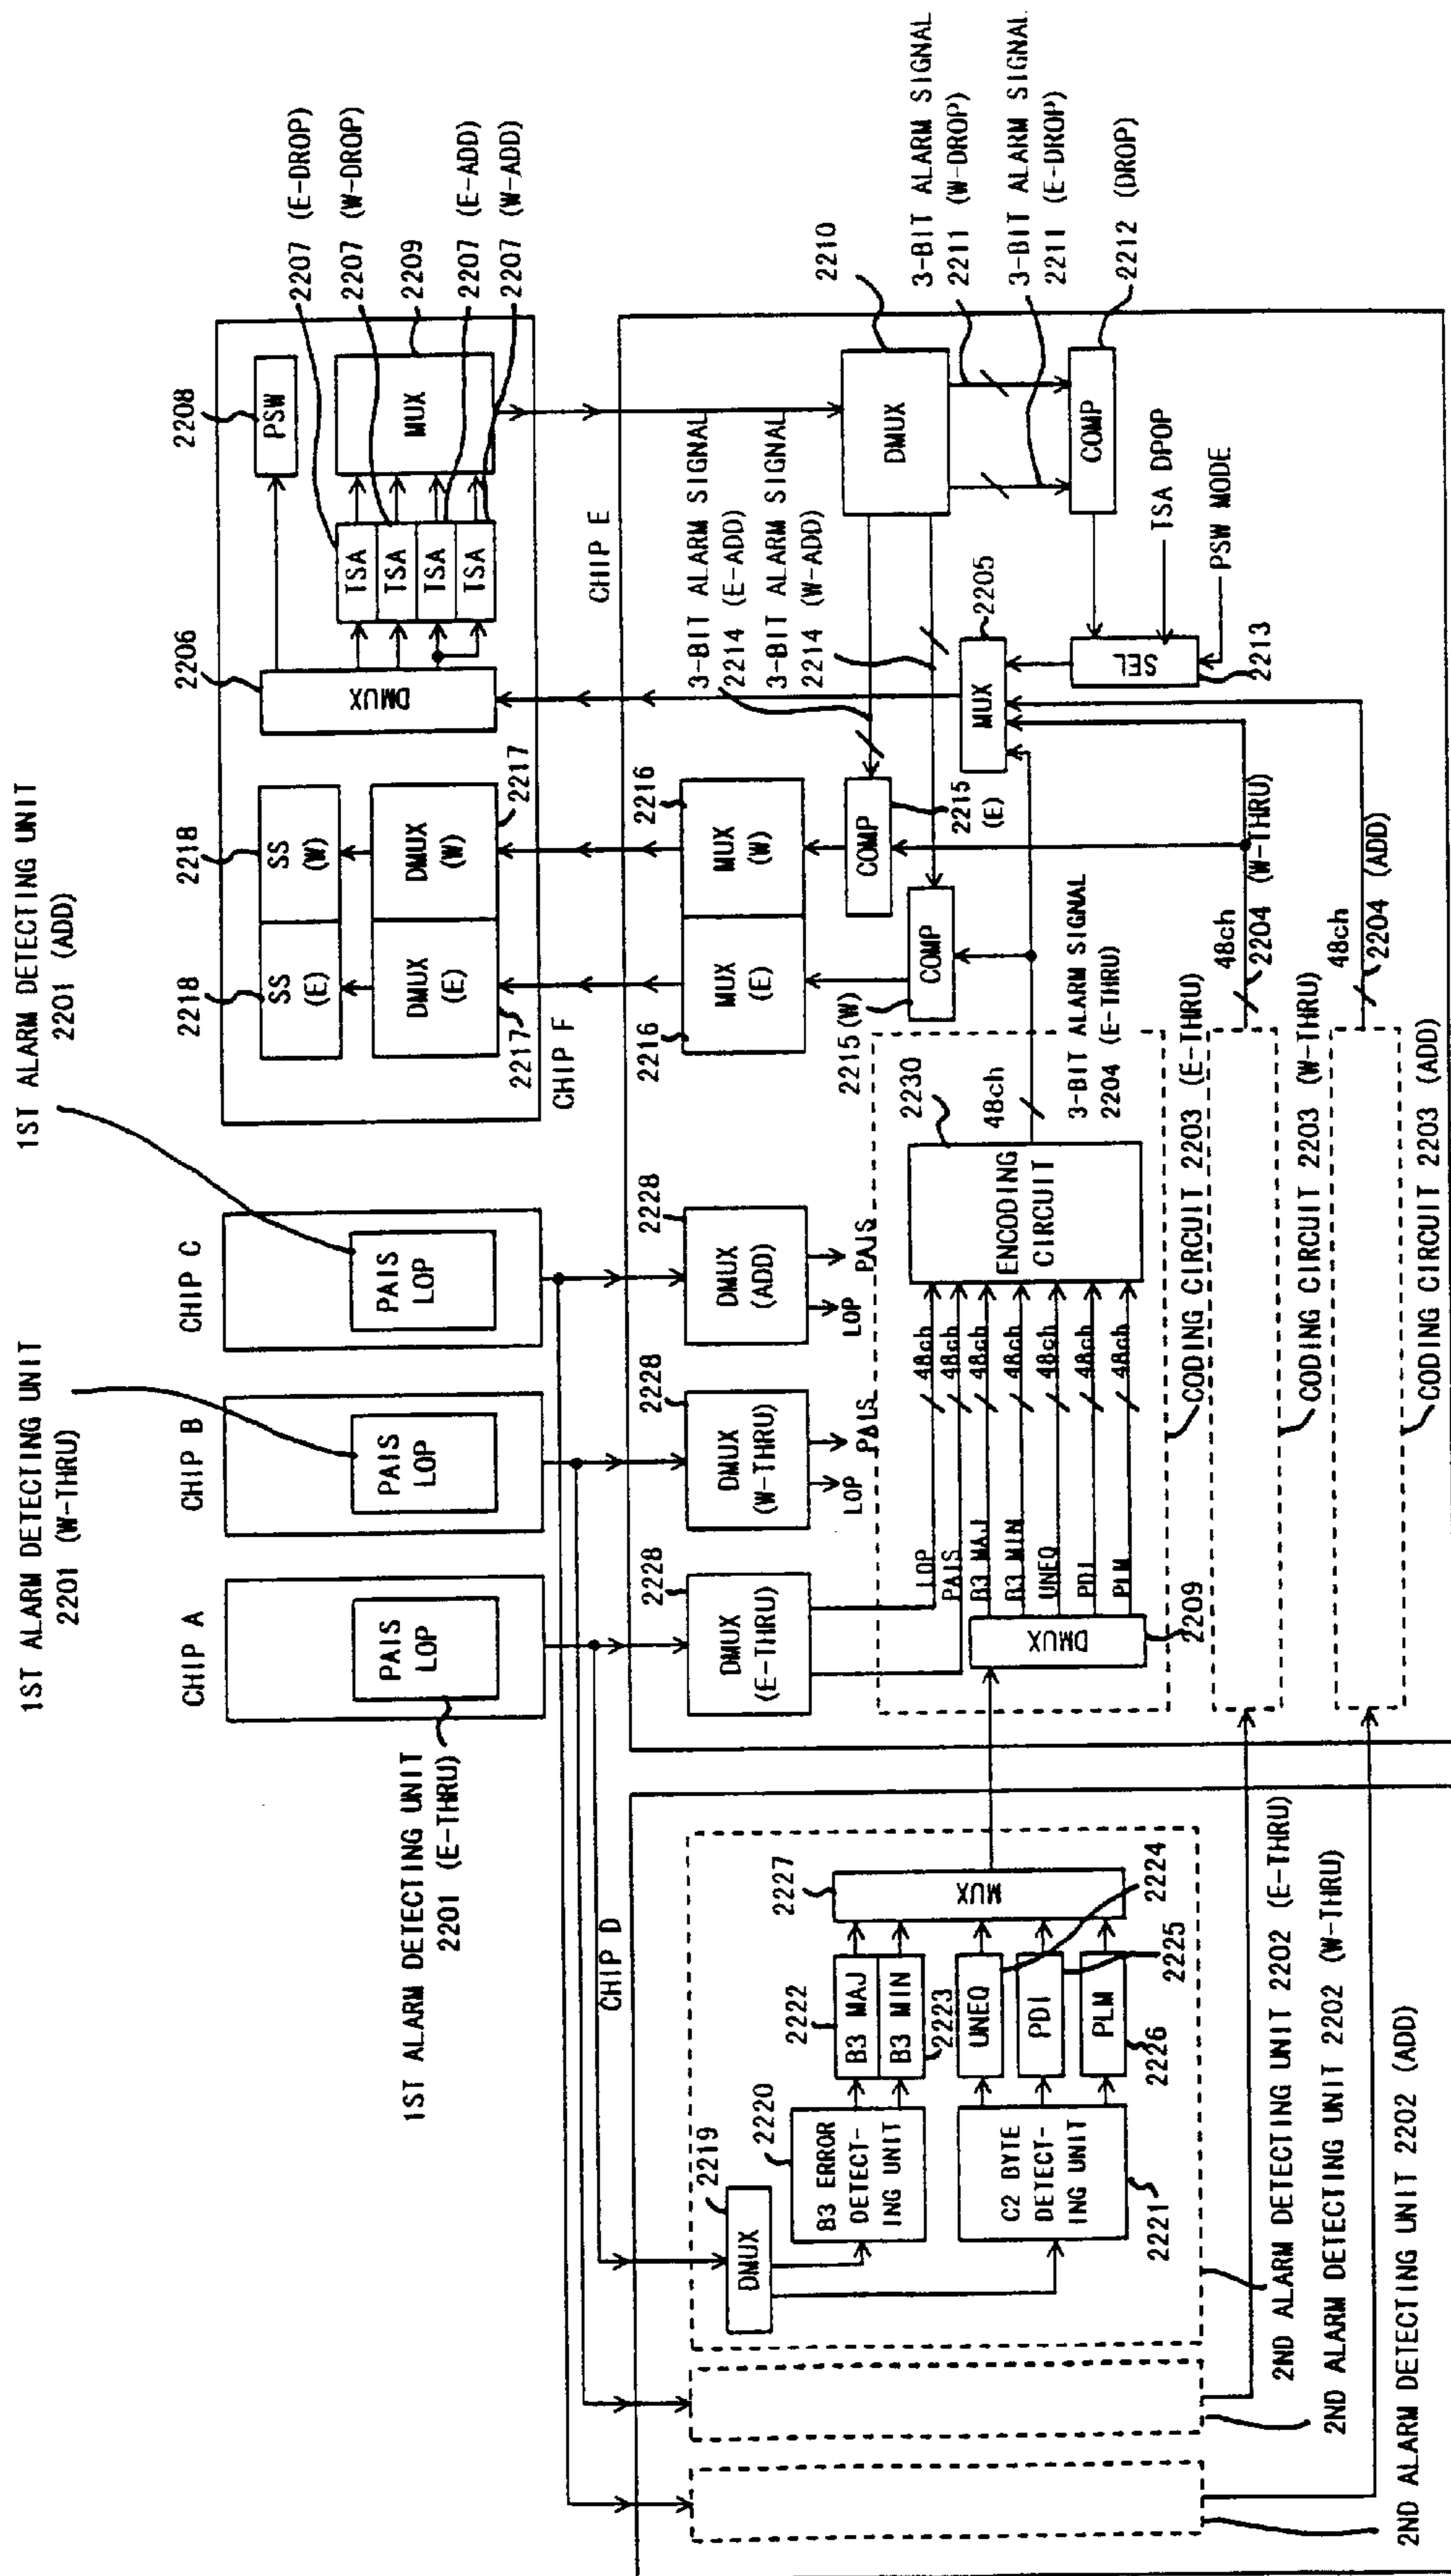 1ST ALARM DETECTING UNIT
2201 (W-THRU)
1ST ALARM DETECTING UNIT
2201 (ADD)
1ST ALARM DETECTING UNIT
2201 (E-THRU)
CHIP A
PAIS
LOP
CHIP B
PAIS
LOP
CHIP C
PAIS
LOP
CHIP F
2218
SS
(E)
2218
SS
(W)
DMUX
(E)
2217
DMUX
(W)
2217
2206
DMUX
2208
PSW
TSA
TSA
TSA
TSA
MUX
2207 (E-DROP)
2207 (W-DROP)
2209
2207 (E-ADD)
2207 (W-ADD)
CHIP D
2219
DMUX
2220
B3 ERROR
DETECT-
ING UNIT
C2 BYTE
DETECT-
ING UNIT
2221
2222
B3 MAJ
B3 MIN
2223
UNEQ
2224
PDI
2225
PLM
2226
2227
MUX
2ND ALARM DETECTING UNIT 2202 (E-THRU)
2ND ALARM DETECTING UNIT 2202 (W-THRU)
2ND ALARM DETECTING UNIT 2202 (ADD)
CHIP E
2228
DMUX
(E-THRU)
2228
DMUX
(W-THRU)
LOP
PAIS
2228
DMUX
(ADD)
LOP
PAIS
2216
MUX
(E)
MUX
(W)
2216
LOP
PAIS
B3 MAJ
B3 MIN
UNEQ
PDI
PLM
DMUX
2209
48ch
48ch
48ch
48ch
48ch
48ch
48ch
ENCODING
CIRCUIT
2230
48ch
3-BIT ALARM SIGNAL
2204 (E-THRU)
CODING CIRCUIT 2203 (E-THRU)
CODING CIRCUIT 2203 (W-THRU)
CODING CIRCUIT 2203 (ADD)
48ch
2204 (W-THRU)
48ch
2204 (ADD)
2215(W)
COMP
COMP
2215
(E)
3-BIT ALARM SIGNAL
2214 (E-ADD)
3-BIT ALARM SIGNAL
2214 (W-ADD)
MUX
2205
SEL
2213
TSA DPOP
PSW MODE
DMUX
2210
3-BIT ALARM SIGNAL
2211 (W-DROP)
3-BIT ALARM SIGNAL
2211 (E-DROP)
COMP
2212 (DROP)